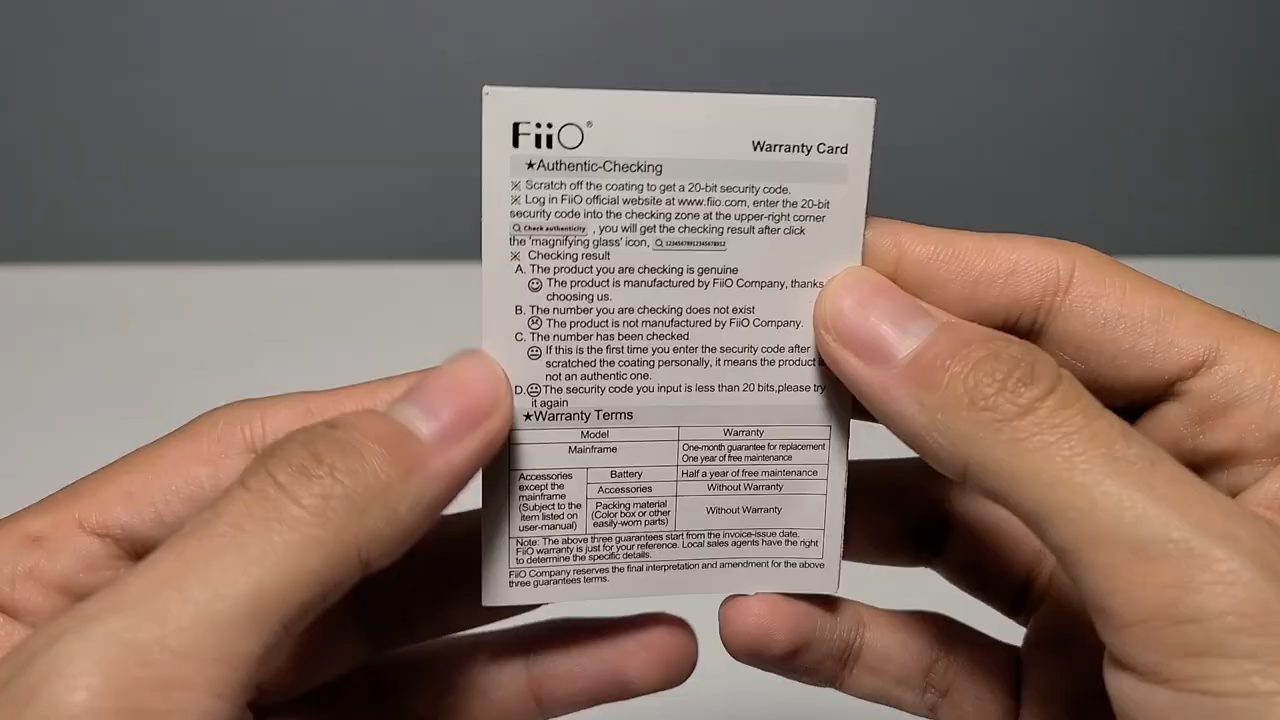 FiiO®
Warranty Card
★Authentic-Checking
※ Scratch off the coating to get a 20-bit security code.
※ Log in FiiO official website at www.fiio.com, enter the 20-bit
security code into the checking zone at the upper-right corner
Check authenticity , you will get the checking result after click
the 'magnifying glass' icon,
※ Checking result
A. The product you are checking is genuine
The product is manufactured by FiiO Company, thanks
choosing us.
B. The number you are checking does not exist
The product is not manufactured by FiiO Company.
C. The number has been checked
If this is the first time you enter the security code after
scratched the coating personally, it means the product
not an authentic one.
D. The security code you input is less than 20 bits,please try
it again
★Warranty Terms
Model Warranty
Mainframe One-month guarantee for replacement
One year of free maintenance
Accessories
except the
mainframe
(Subject to the
item listed on
user-manual)
Battery Half a year of free maintenance
Accessories Without Warranty
Packing material
(Color box or other
easily-worn parts)
Without Warranty
Note: The above three guarantees start from the invoice-issue date.
FiiO warranty is just for your reference. Local sales agents have the right
to determine the specific details.
FiiO Company reserves the final interpretation and amendment for the above
three guarantees terms.